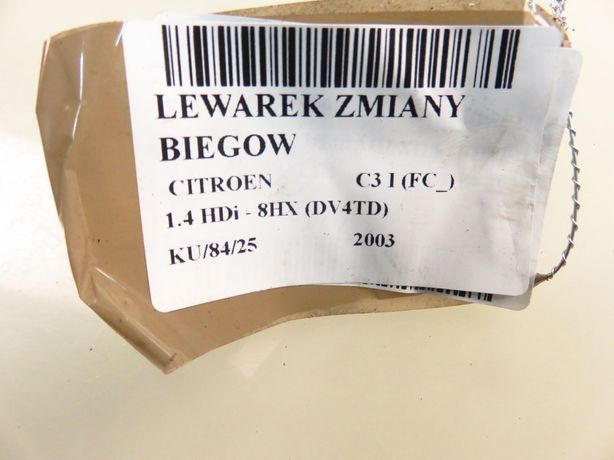 LEWAREK ZMIANY
BIEGOW
CITROEN C3 I (FC_)
1.4 HDi - 8HX (DV4TD)
KU/84/25 2003